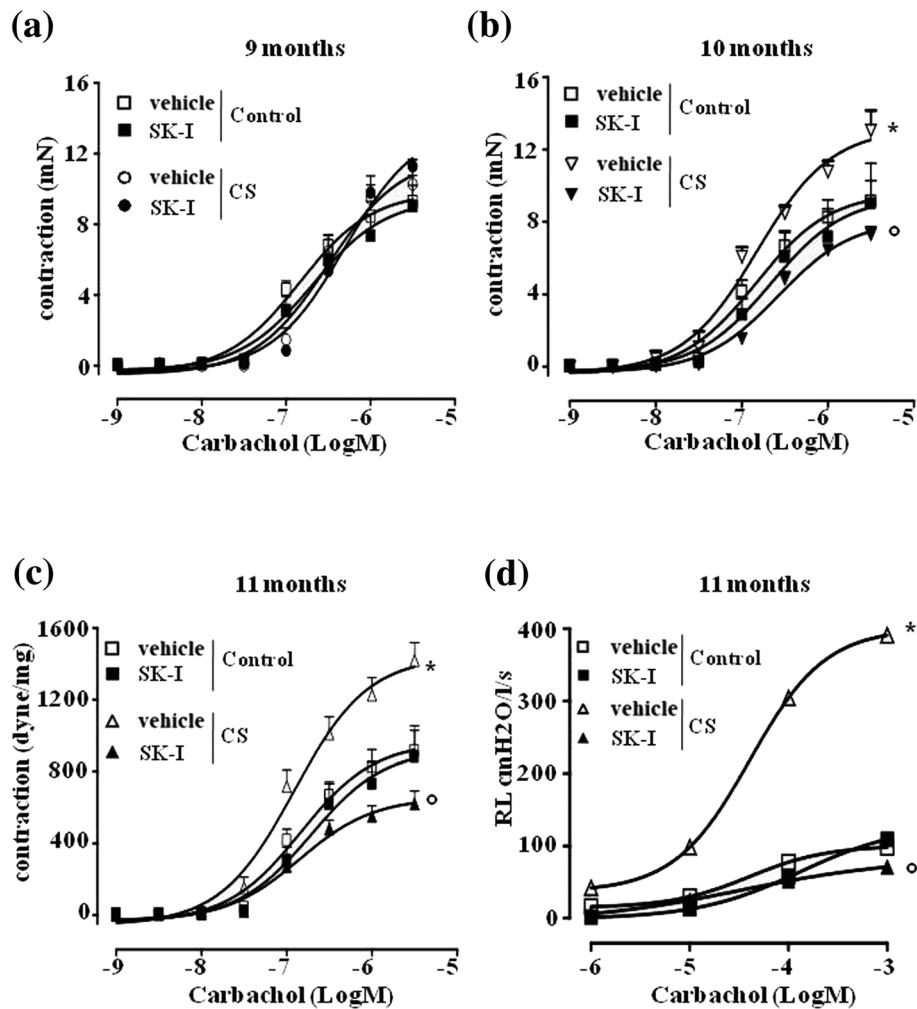 (a)
9 months
16
12
8
4
0
contraction (mN)
vehicle
SK-I
Control
vehicle
SK-I
CS
-9 -8 -7 -6 -5
Carbachol (LogM)
(b)
10 months
16
12
8
4
0
contraction (mN)
vehicle
SK-I
Control
vehicle
SK-I
CS
*
-9 -8 -7 -6 -5
Carbachol (LogM)
(c)
11 months
1600
1200
800
400
0
contraction (dyne/mg)
vehicle
SK-I
Control
vehicle
SK-I
CS
*
-9 -8 -7 -6 -5
Carbachol (LogM)
(d)
11 months
400
300
200
100
0
RL cmH2O/l/s
vehicle
SK-I
Control
vehicle
SK-I
CS
*
-6 -5 -4 -3
Carbachol (LogM)